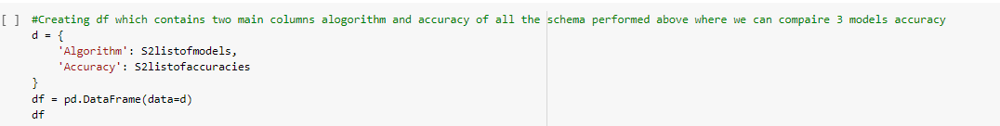 [ ] #Creating df which contains two main columns alogorithm and accuracy of all the schema performed above where we can compaire 3 models accuracy
d = {
    'Algorithm': S2listofmodels,
    'Accuracy': S2listofaccuracies
}
df = pd.DataFrame(data=d)
df